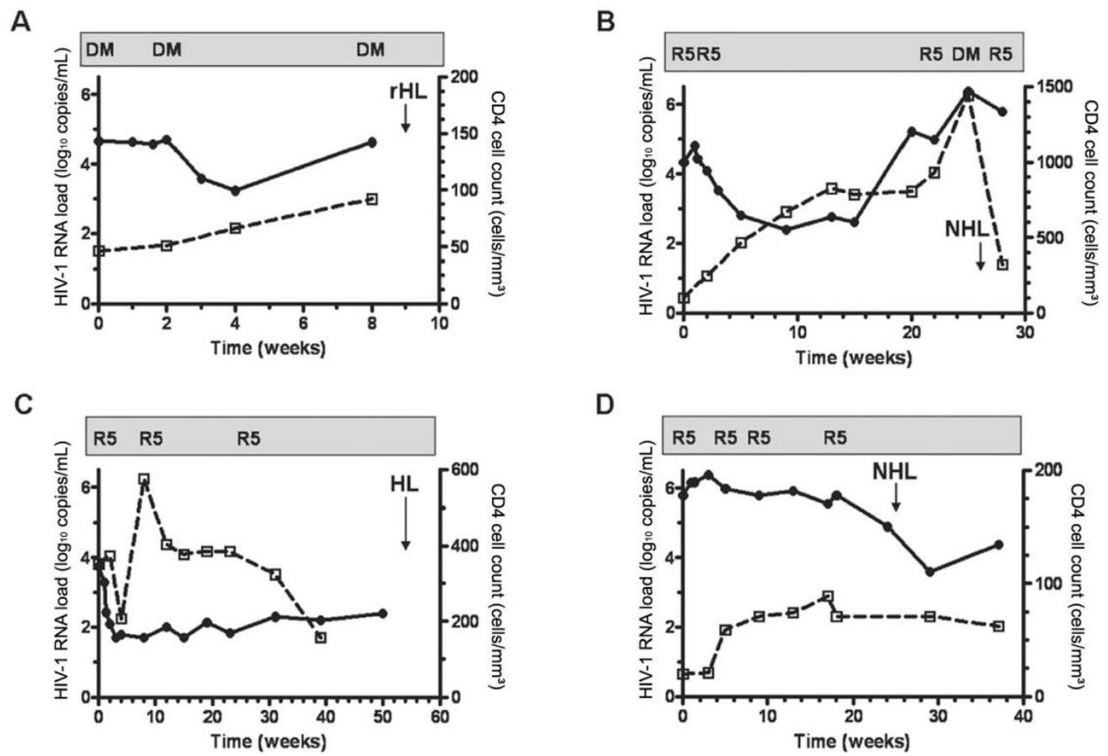 A
DM DM DM
HIV-1 RNA load (log₁₀ copies/mL)
6
4
2
0
rHL
200
150
100
50
0
CD4 cell count (cells/mm³)
0 2 4 6 8 10
Time (weeks)
B
R5R5 R5 DM R5
HIV-1 RNA load (log₁₀ copies/mL)
6
4
2
0
NHL
1500
1000
500
0
CD4 cell count (cells/mm³)
0 10 20 30
Time (weeks)
C
R5 R5 R5
HIV-1 RNA load (log₁₀ copies/mL)
6
4
2
0
HL
600
400
200
0
CD4 cell count (cells/mm³)
0 10 20 30 40 50 60
Time (weeks)
D
R5 R5 R5 R5
HIV-1 RNA load (log₁₀ copies/mL)
6
4
2
0
NHL
200
100
0
CD4 cell count (cells/mm³)
0 10 20 30 40
Time (weeks)